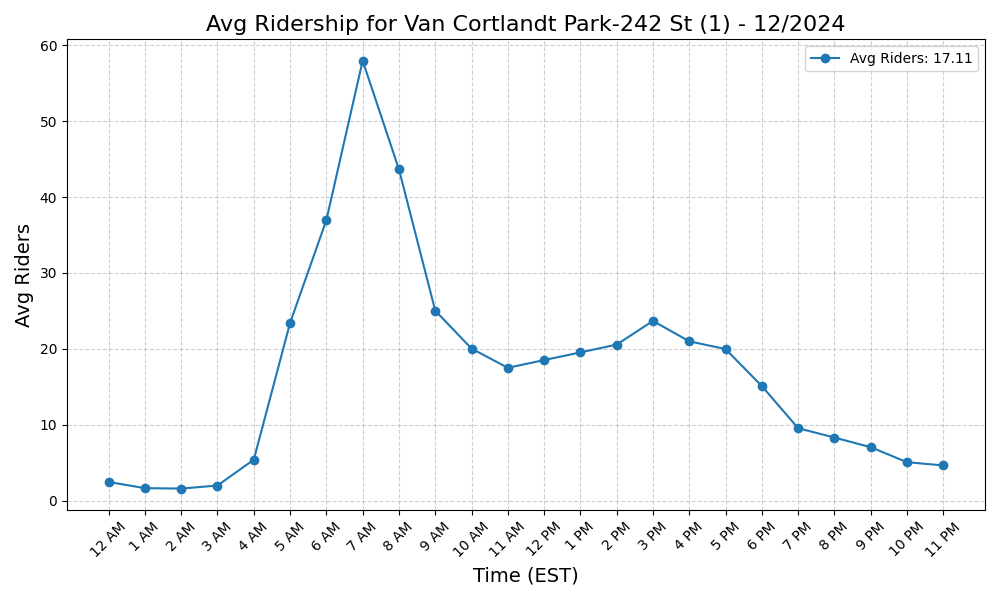 Avg Ridership for Van Cortlandt Park-242 St (1) - 12/2024
Avg Riders: 17.11
60
50
40
30
20
10
0
Avg Riders
12 AM
1 AM
2 AM
3 AM
4 AM
5 AM
6 AM
7 AM
8 AM
9 AM
10 AM
11 AM
12 PM
1 PM
2 PM
3 PM
4 PM
5 PM
6 PM
7 PM
8 PM
9 PM
10 PM
11 PM
Time (EST)